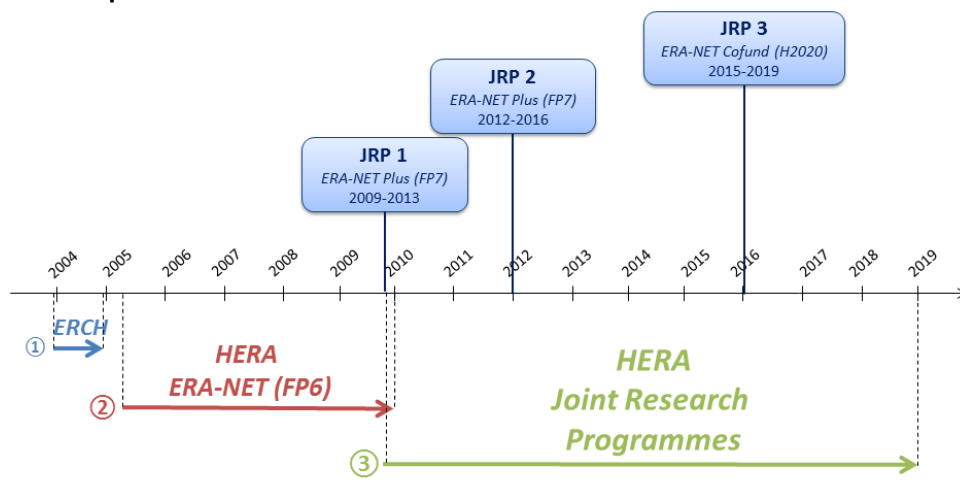 JRP 3
ERA-NET Cofund (H2020)
2015-2019
JRP 2
ERA-NET Plus (FP7)
2012-2016
JRP 1
ERA-NET Plus (FP7)
2009-2013
2004
2005
2006
2007
2008
2009
2010
2011
2012
2013
2014
2015
2016
2017
2018
2019
ERCH
①
HERA
ERA-NET (FP6)
②
HERA
Joint Research
Programmes
③